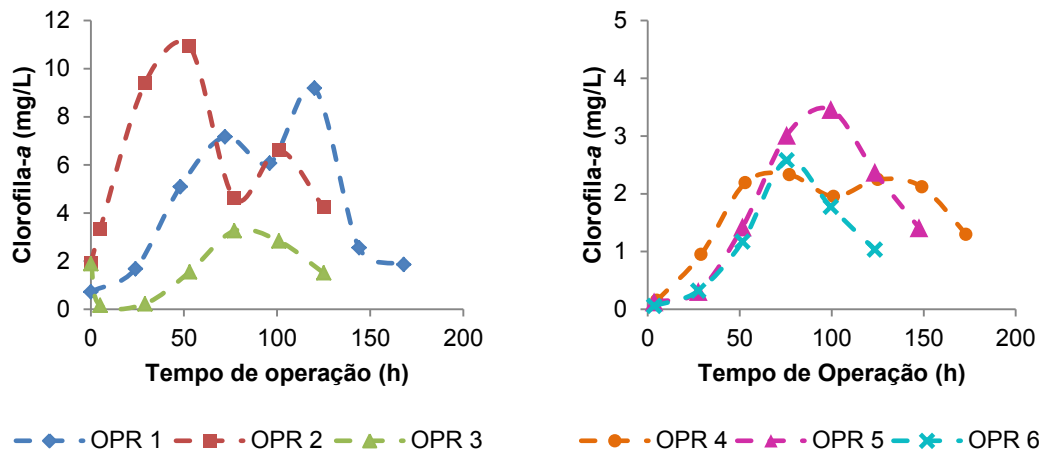 12
10
8
6
4
2
0
Clorofila-a (mg/L)
0 50 100 150 200
Tempo de operação (h)
OPR 1 OPR 2 OPR 3
5
4
3
2
1
0
Clorofila-a (mg/L)
0 50 100 150 200
Tempo de Operação (h)
OPR 4 OPR 5 OPR 6